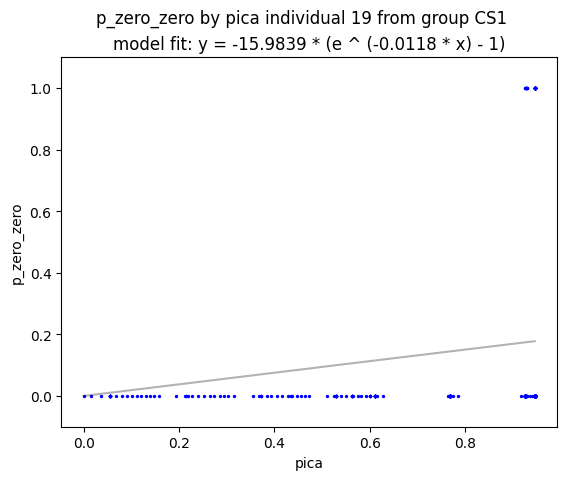 p_zero_zero by pica individual 19 from group CS1
model fit: y = -15.9839 * (e ^ (-0.0118 * x) - 1)
1.0
0.8
0.6
0.4
0.2
0.0
p_zero_zero
0.0 0.2 0.4 0.6 0.8
pica